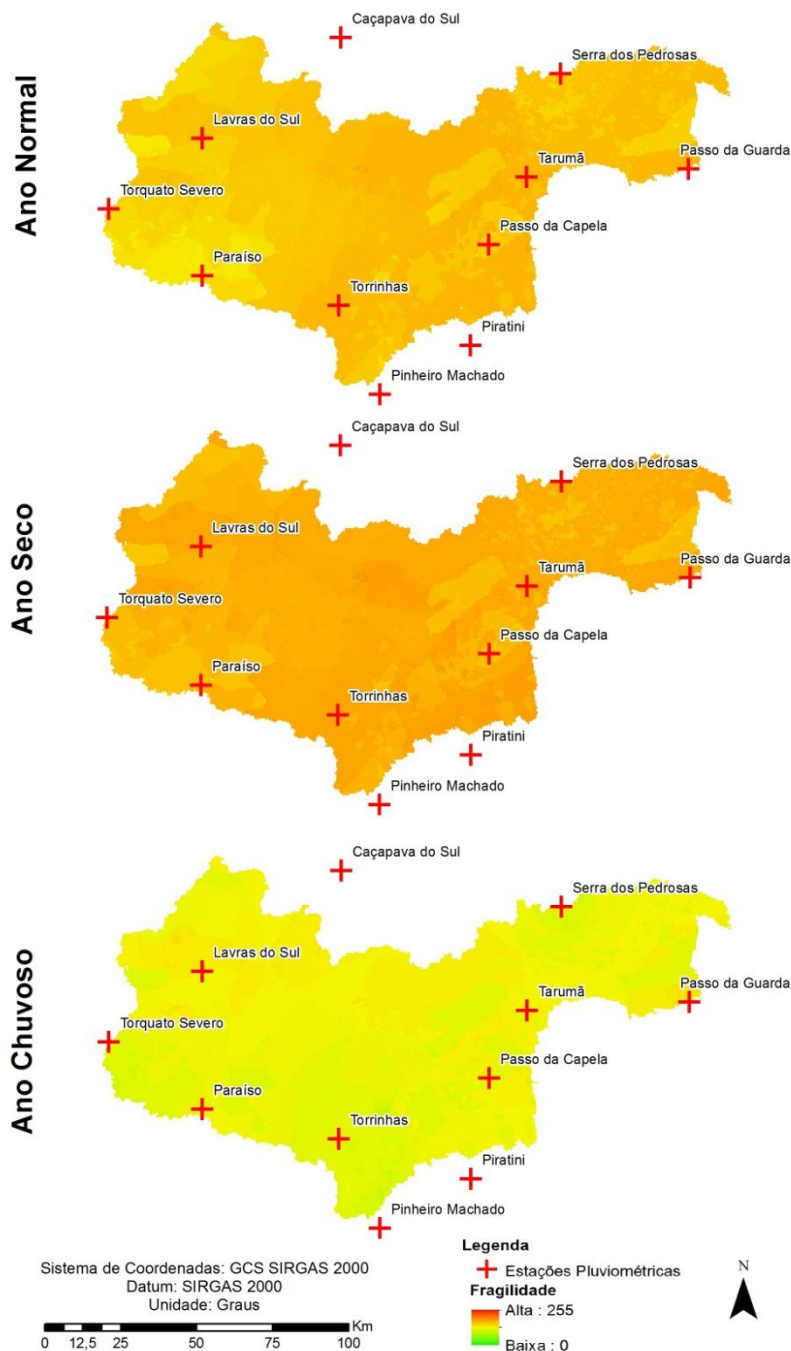 Ano Normal
Caçapava do Sul
Serra dos Pedrosas
Lavras do Sul
Tarumã
Passo da Guarda
Torquato Severo
Passo da Capela
Paraíso
Torrinhas
Piratini
Pinheiro Machado
Ano Seco
Caçapava do Sul
Serra dos Pedrosas
Lavras do Sul
Tarumã
Passo da Guarda
Torquato Severo
Passo da Capela
Paraíso
Torrinhas
Piratini
Pinheiro Machado
Ano Chuvoso
Caçapava do Sul
Serra dos Pedrosas
Lavras do Sul
Tarumã
Passo da Guarda
Torquato Severo
Passo da Capela
Paraíso
Torrinhas
Piratini
Pinheiro Machado
Sistema de Coordenadas: GCS SIRGAS 2000
Datum: SIRGAS 2000
Unidade: Graus
Km
0 12,5 25 50 75 100
Legenda
Estações Pluviométricas
Fragilidade
Alta : 255
Baixa : 0
N